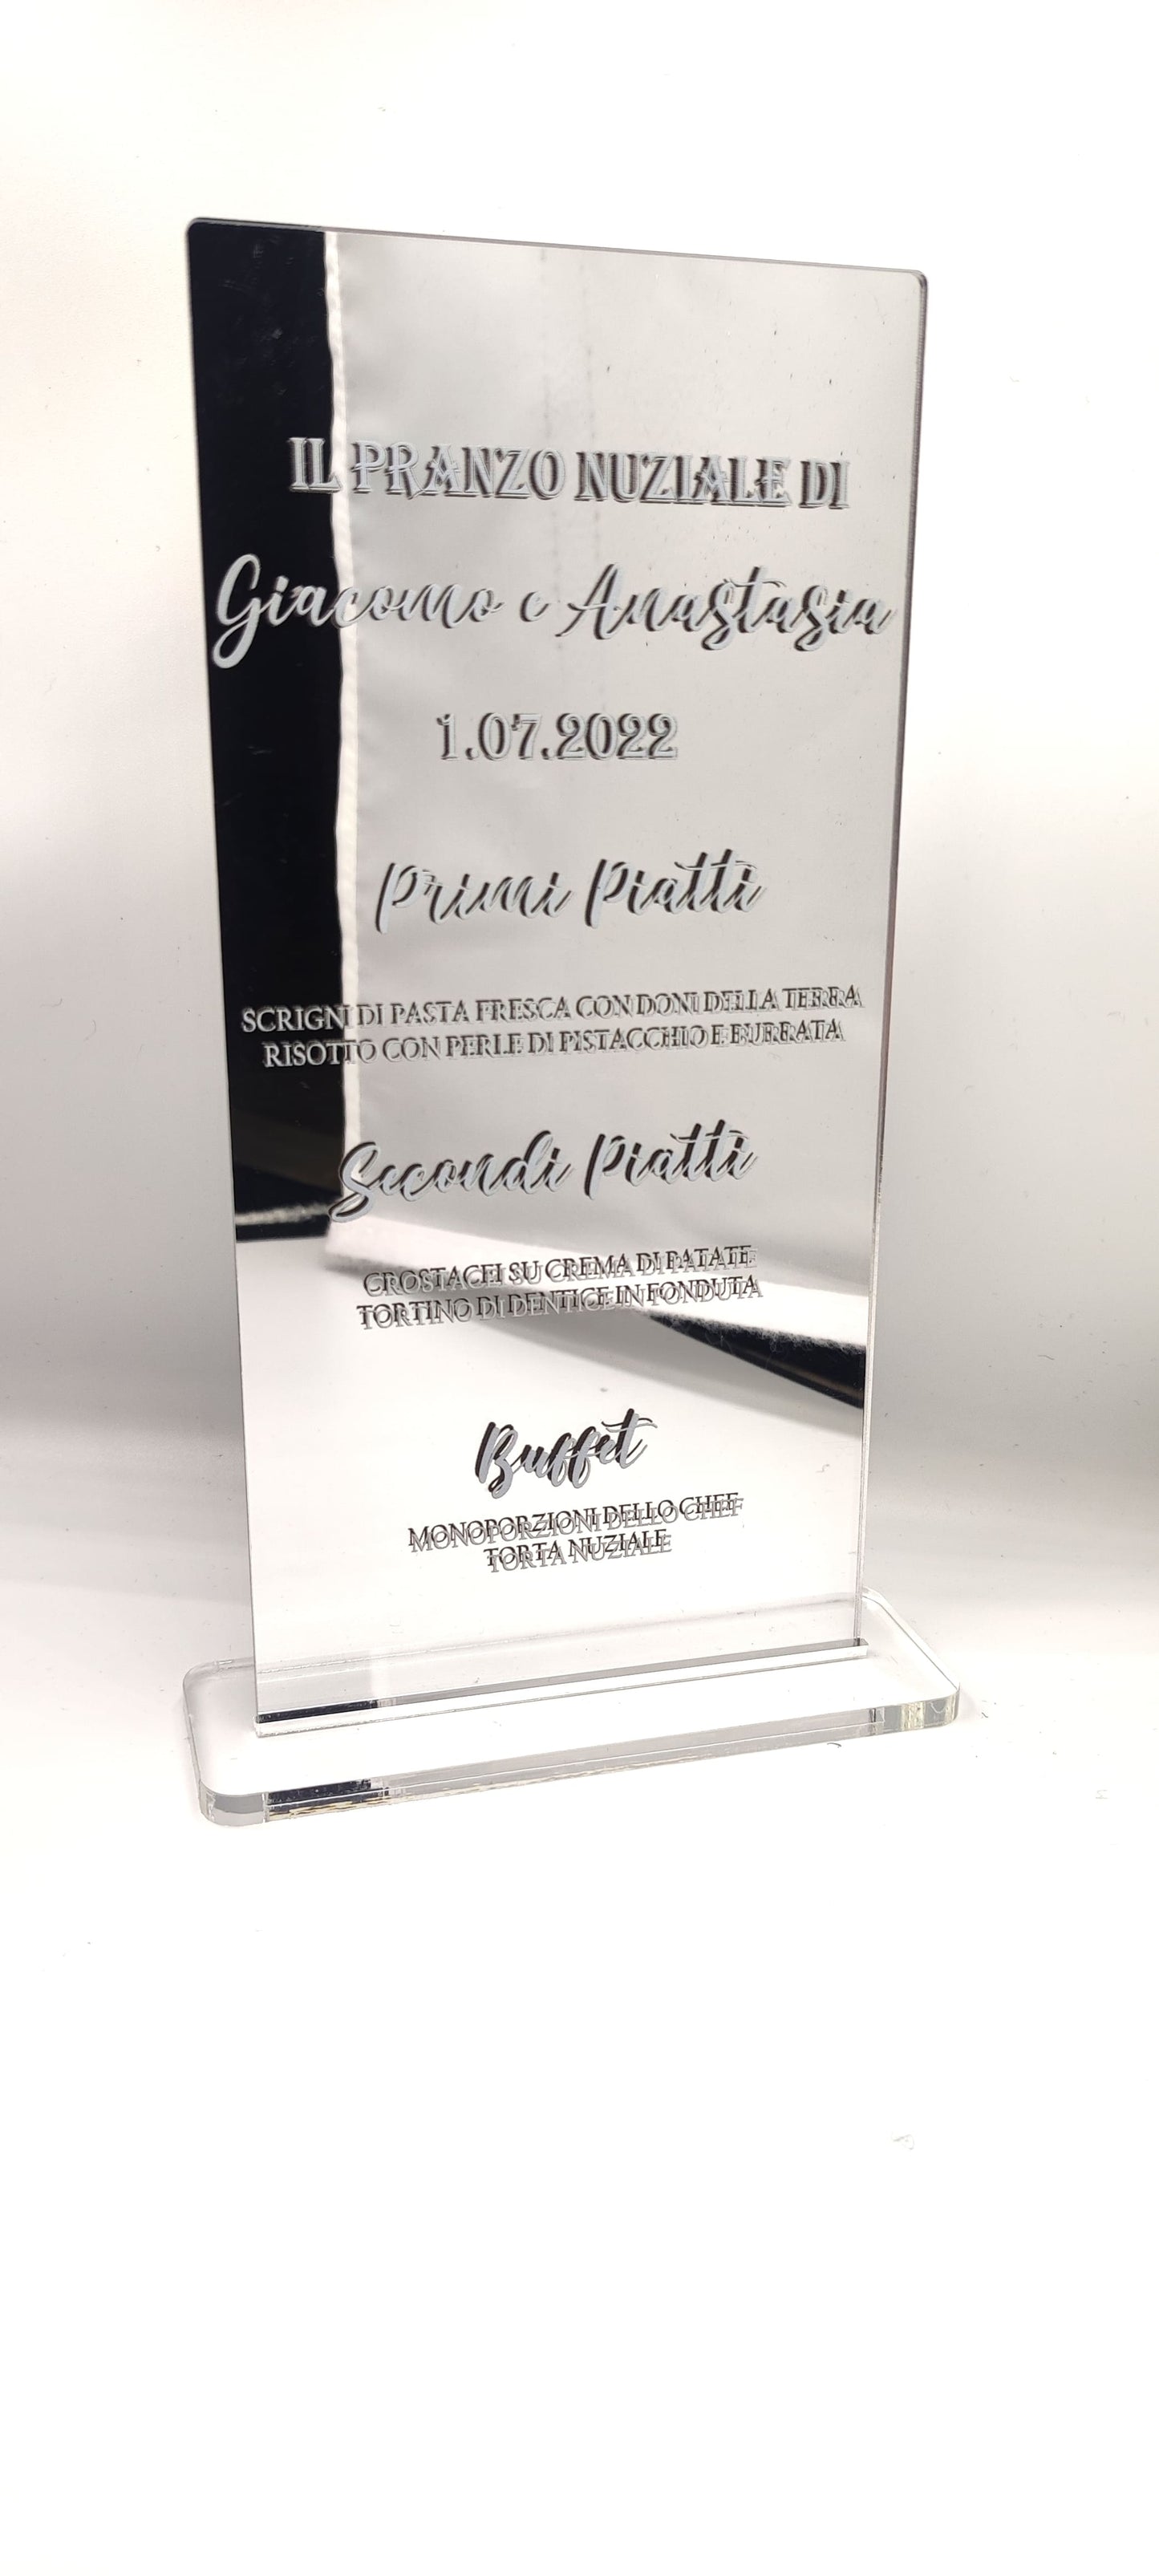 IL PRANZO NUZIALE DI
Giacomo e Anastasia
1.07.2022
Primi Piatti
SCRIGNI DI PASTA FRESCA CON DONI DELLA TERRA
RISOTTO CON PERLE DI PISTACCHIO E BURRATA
Secondi Piatti
CROSTACEI SU CREMA DI PATATE
TORTINO DI DENTICE IN FONDUTA
Buffet
MONOPORZIONI DELLO CHEF
TORTA NUZIALE